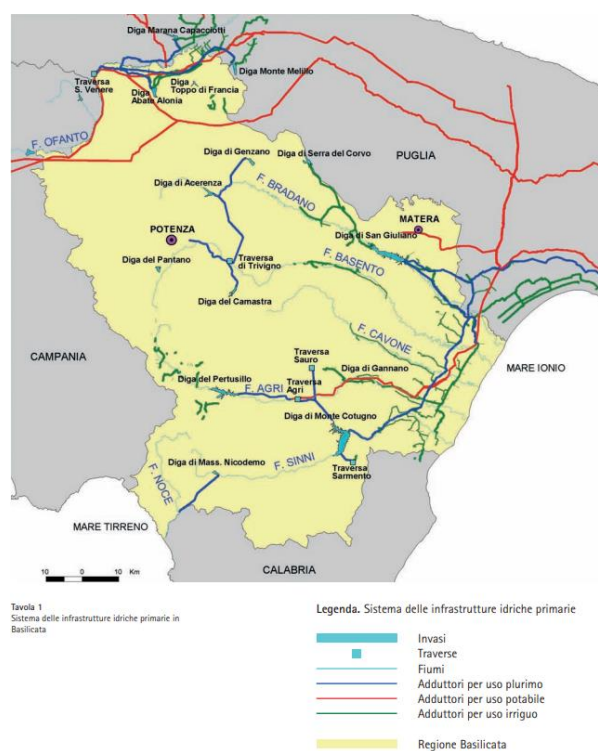 Diga Marana Capacciotti
Diga Monte Melillo
Traversa
S. Venere
Diga
Abate Alonia
Diga
Toppo di Francia
F. OFANTO
PUGLIA
Diga di Genzano
Diga di Serra del Corvo
Diga di Acerenza
F. BRADANO
MATERA
POTENZA
Diga di San Giuliano
Traversa
di Trivigno
F. BASENTO
Diga del Pantano
Diga del Camastra
F. CAVONE
CAMPANIA
Traversa
Sauro
Diga di Gannano
MARE IONIO
Diga del Pertusillo
F. AGRI
Traversa
Agri
Diga di Monte Cotugno
Diga di Mass. Nicodemo
F. SINNI
Traversa
Sarmento
F. NOCE
MARE TIRRENO
CALABRIA
10 0 10 Km
Tavola 1
Sistema delle infrastrutture idriche primarie in
Basilicata
Legenda. Sistema delle infrastrutture idriche primarie
Invasi
Traverse
Fiumi
Adduttori per uso plurimo
Adduttori per uso potabile
Adduttori per uso irriguo
Regione Basilicata